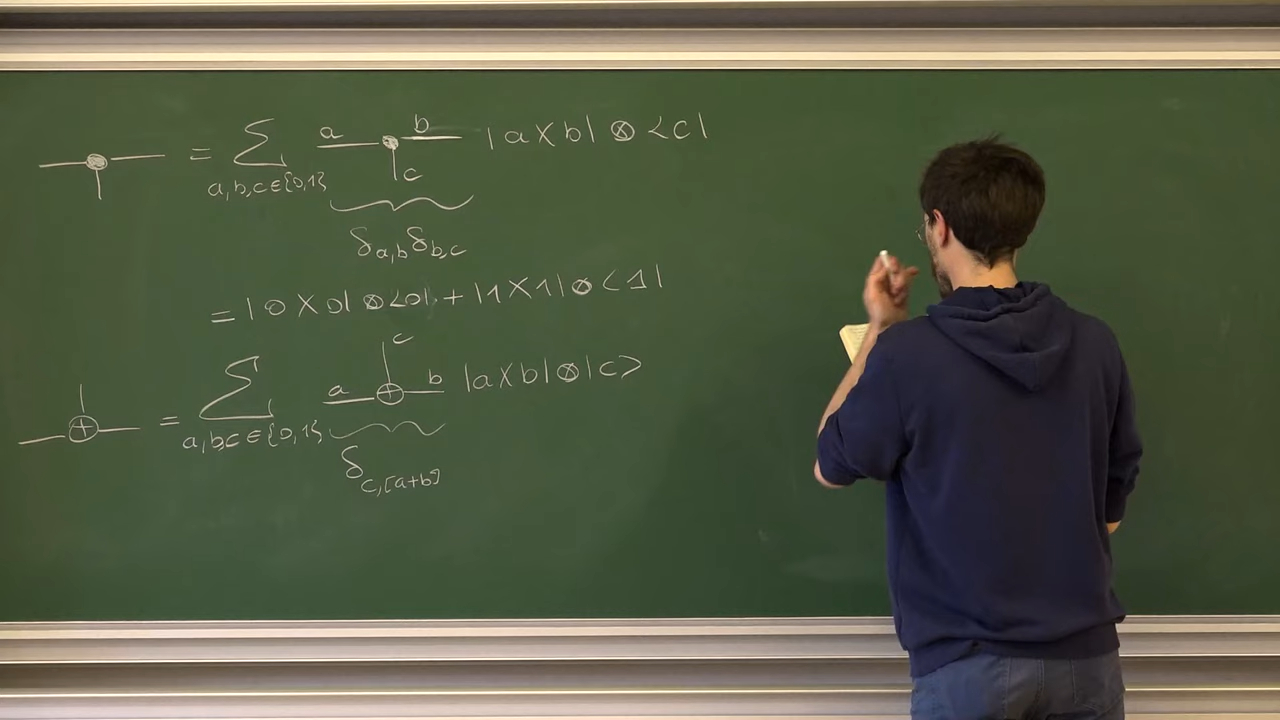 = Σ a b c |a X b| ⊗ <c|
a,b,c ∈ {0,1}
δa,b δb,c
= |0 X 0| ⊗ <0| + |1 X 1| ⊗ <1|
= Σ a b c |a X b| ⊗ |c>
a,b,c ∈ {0,1}
δc,[a+b]